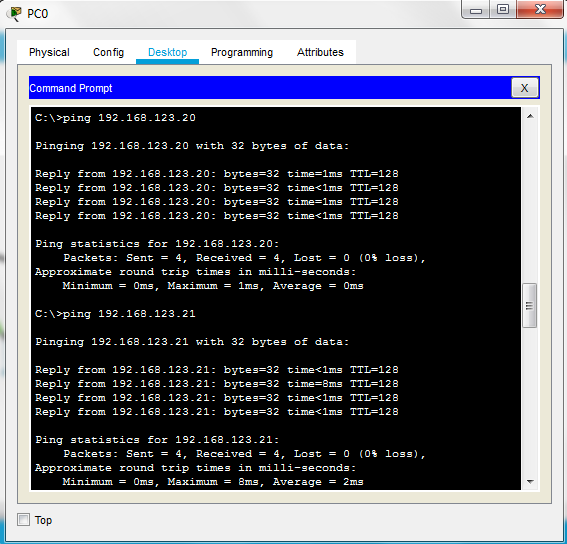 PC0
Physical Config Desktop Programming Attributes
Command Prompt
X
C:\>ping 192.168.123.20
Pinging 192.168.123.20 with 32 bytes of data:
Reply from 192.168.123.20: bytes=32 time=1ms TTL=128
Reply from 192.168.123.20: bytes=32 time<1ms TTL=128
Reply from 192.168.123.20: bytes=32 time=1ms TTL=128
Reply from 192.168.123.20: bytes=32 time<1ms TTL=128
Ping statistics for 192.168.123.20:
Packets: Sent = 4, Received = 4, Lost = 0 (0% loss),
Approximate round trip times in milli-seconds:
Minimum = 0ms, Maximum = 1ms, Average = 0ms
C:\>ping 192.168.123.21
Pinging 192.168.123.21 with 32 bytes of data:
Reply from 192.168.123.21: bytes=32 time<1ms TTL=128
Reply from 192.168.123.21: bytes=32 time=8ms TTL=128
Reply from 192.168.123.21: bytes=32 time<1ms TTL=128
Reply from 192.168.123.21: bytes=32 time<1ms TTL=128
Ping statistics for 192.168.123.21:
Packets: Sent = 4, Received = 4, Lost = 0 (0% loss),
Approximate round trip times in milli-seconds:
Minimum = 0ms, Maximum = 8ms, Average = 2ms
Top